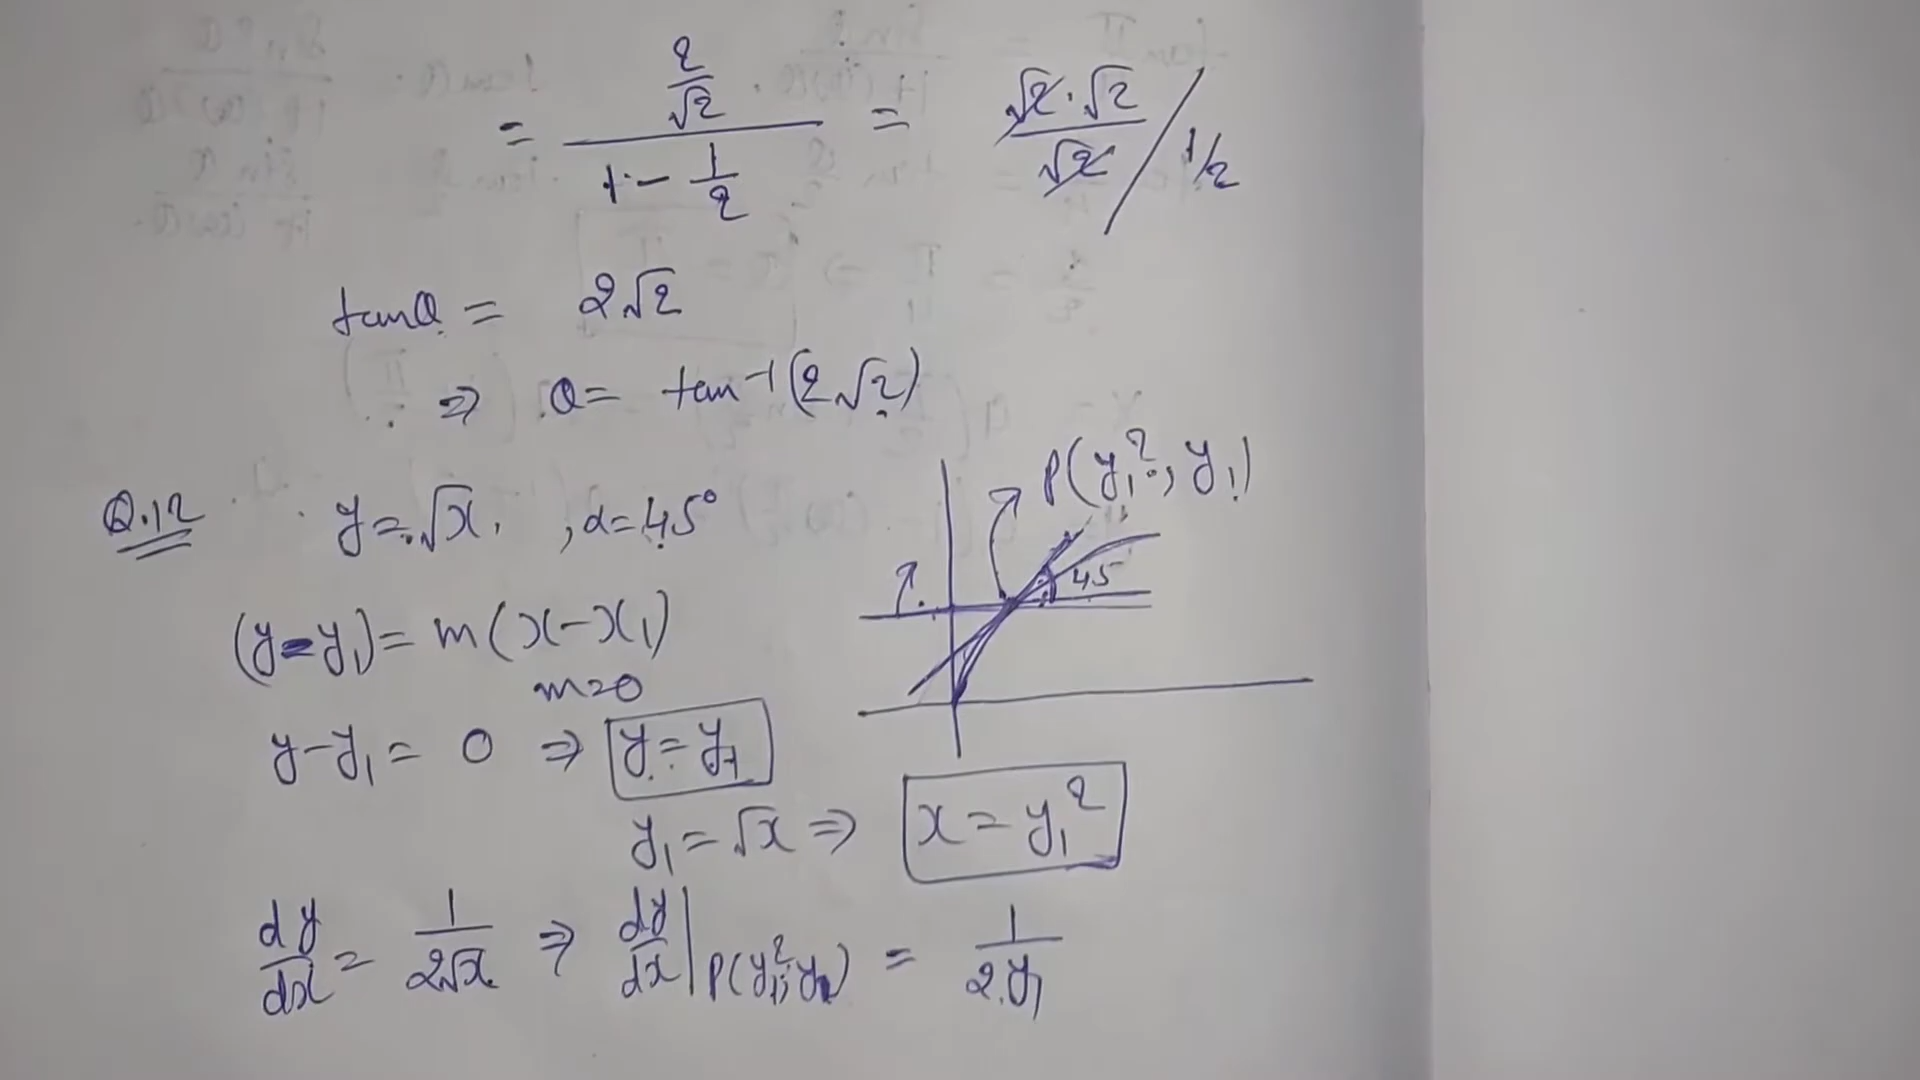 = 2/√2 / 1 - 1/2 = √2·√2/√2 / 1/2
tanθ = 2√2
⇒ θ = tan⁻¹(2√2)
Q.12 y = √x, , α = 45°
P(y₁², y₁)
45
(y-y₁) = m(x-x₁)
m=0
y-y₁ = 0 ⇒ y = y₁
y₁ = √x ⇒ x = y₁²
dy/dx = 1/2√x ⇒ dy/dx|P(y₁², y₁) = 1/2y₁